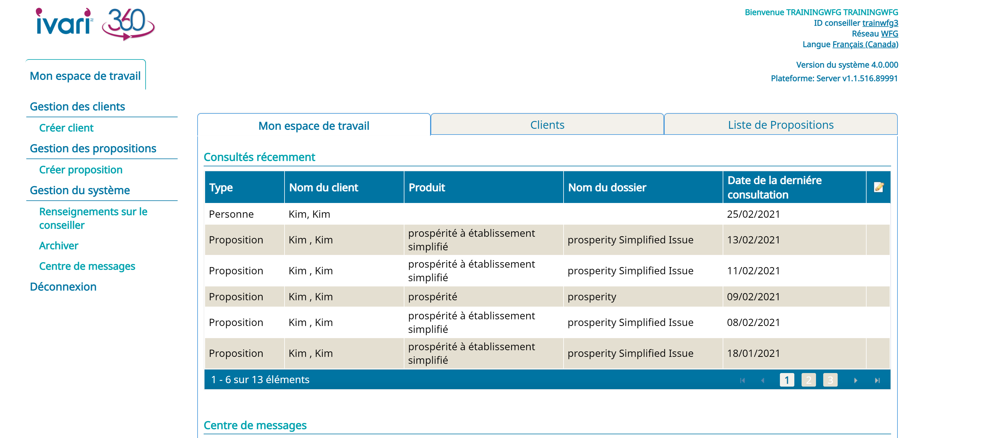 ivari 360
Bienvenue TRAININGWFG TRAININGWFG
ID conseiller trainwfg3
Réseau WFG
Langue Français (Canada)
Version du système 4.0.000
Plateforme: Server v1.1.516.89991
Mon espace de travail
Gestion des clients
Créer client
Gestion des propositions
Créer proposition
Gestion du système
Renseignements sur le
conseiller
Archiver
Centre de messages
Déconnexion
Mon espace de travail Clients Liste de Propositions
Consultés récemment
Type Nom du client Produit Nom du dossier Date de la derniére
consultation
Personne Kim, Kim 25/02/2021
Proposition Kim , Kim prospérité à établissement
simplifié prosperity Simplified Issue 13/02/2021
Proposition Kim , Kim prospérité à établissement
simplifié prosperity Simplified Issue 11/02/2021
Proposition Kim , Kim prospérité prosperity 09/02/2021
Proposition Kim , Kim prospérité à établissement
simplifié prosperity Simplified Issue 08/02/2021
Proposition Kim , Kim prospérité à établissement
simplifié prosperity Simplified Issue 18/01/2021
1 - 6 sur 13 éléments 1 2 3
Centre de messages